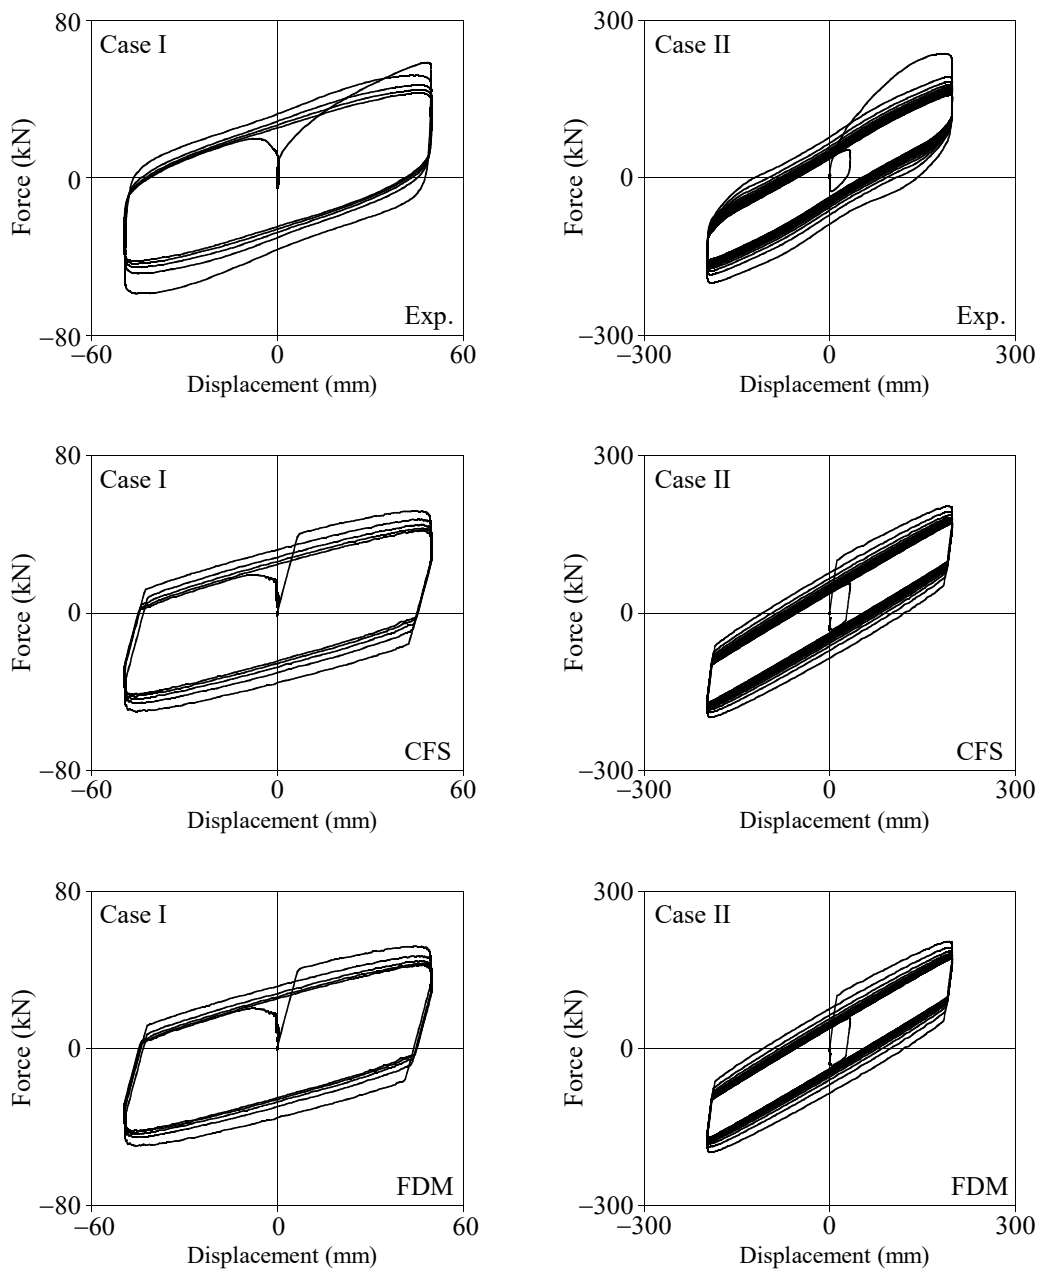 80
Case I
Force (kN)
0
Exp.
−80
−60
0
60
Displacement (mm)
300
Case II
Force (kN)
0
Exp.
−300
−300
0
300
Displacement (mm)
80
Case I
Force (kN)
0
CFS
−80
−60
0
60
Displacement (mm)
300
Case II
Force (kN)
0
CFS
−300
−300
0
300
Displacement (mm)
80
Case I
Force (kN)
0
FDM
−80
−60
0
60
Displacement (mm)
300
Case II
Force (kN)
0
FDM
−300
−300
0
300
Displacement (mm)